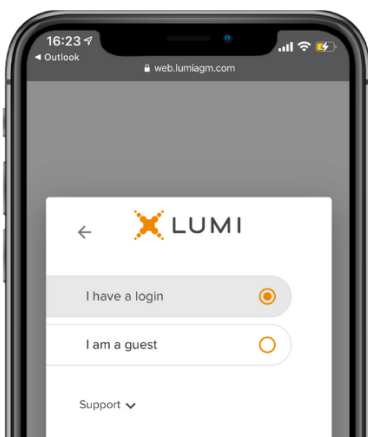 16:23
Outlook
web.lumiagm.com
LUMI
I have a login
I am a guest
Support